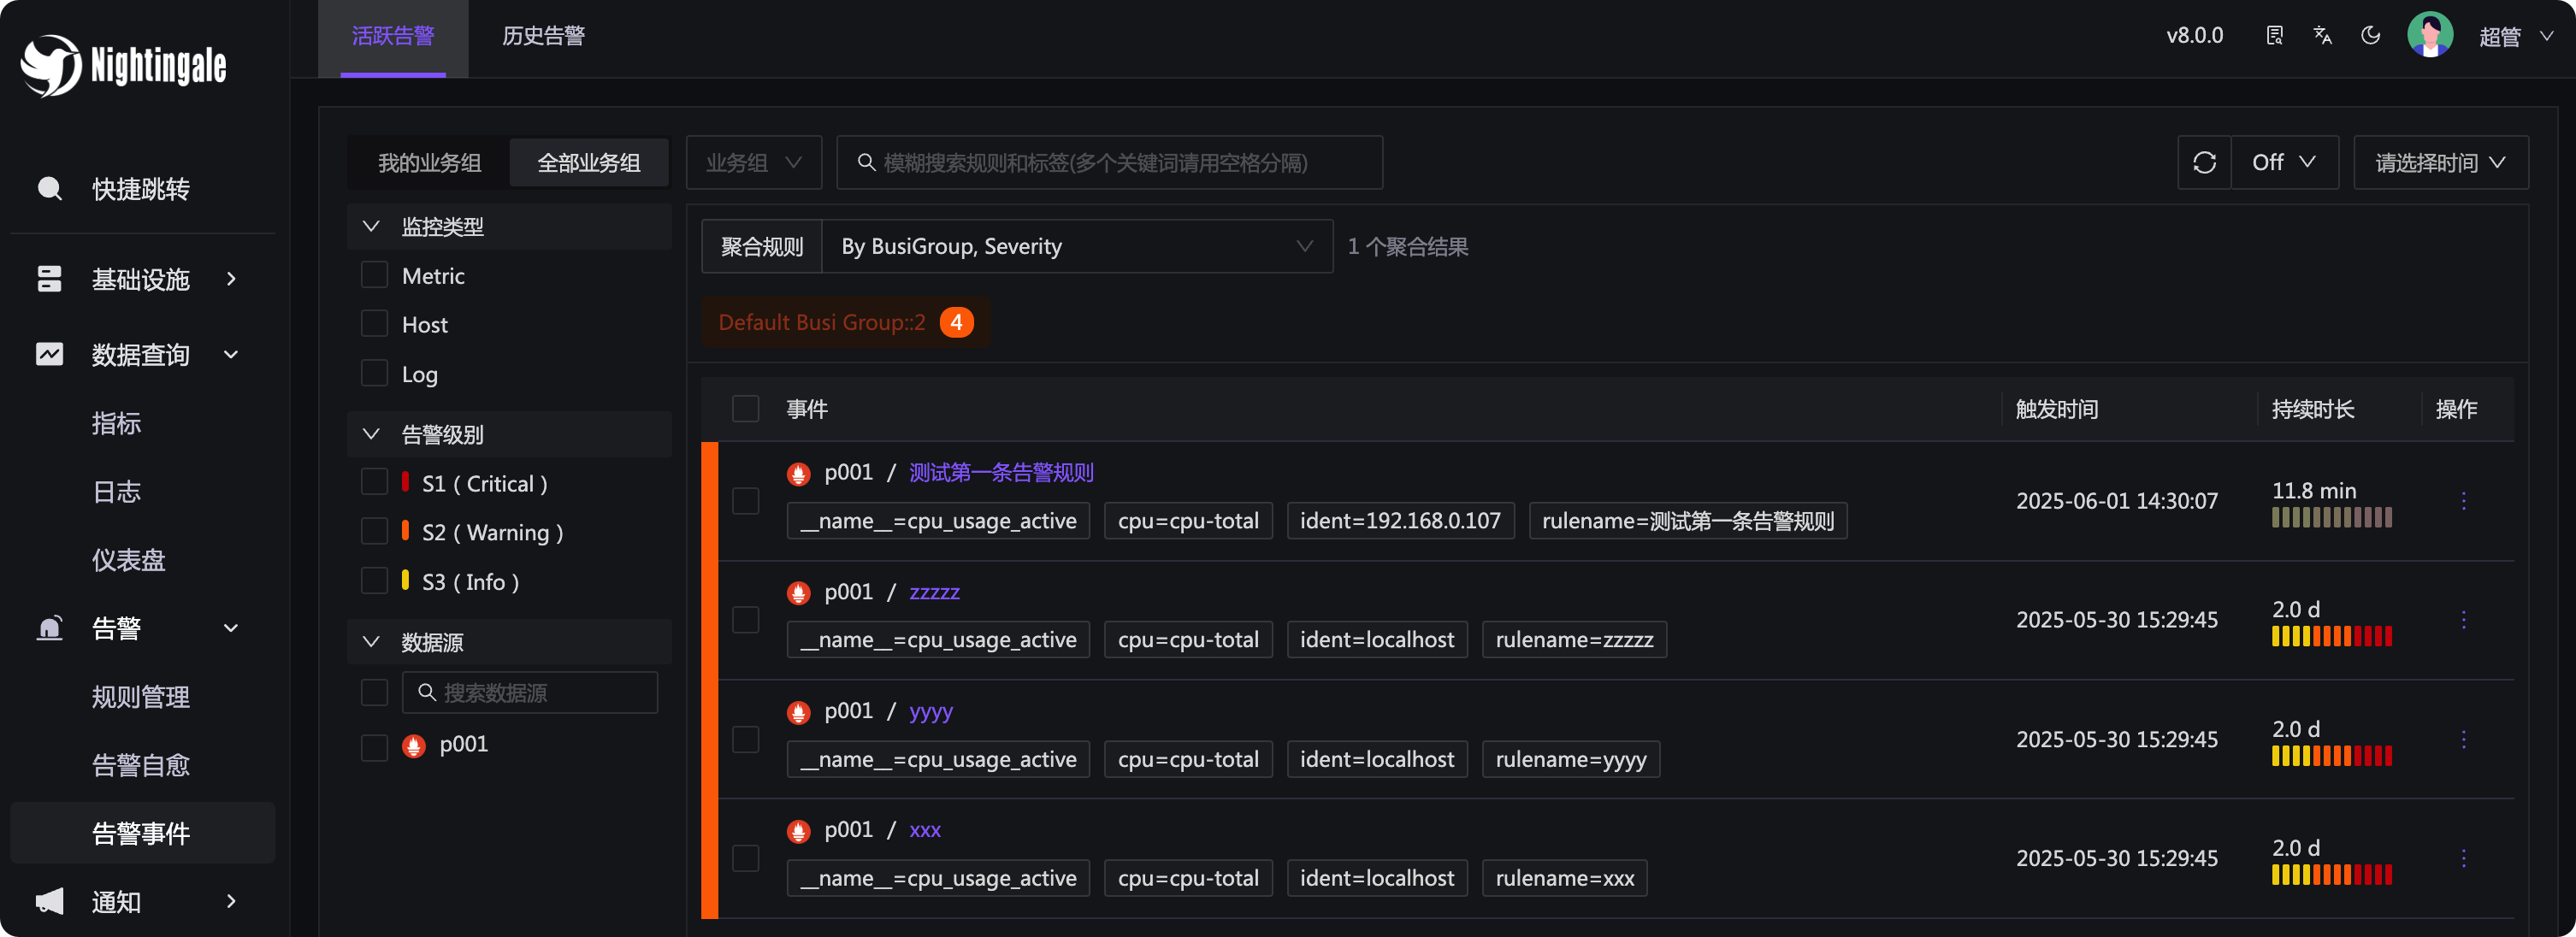 Nightingale
快捷跳转
基础设施
数据查询
指标
日志
仪表盘
告警
规则管理
告警自愈
告警事件
通知
活跃告警 历史告警
v8.0.0 超管
我的业务组 全部业务组 业务组 模糊搜索规则和标签(多个关键词请用空格分隔) Off 请选择时间
监控类型
Metric
Host
Log
告警级别
S1 ( Critical )
S2 ( Warning )
S3 ( Info )
数据源
搜索数据源
p001
聚合规则 By BusiGroup, Severity 1 个聚合结果
Default Busi Group::2 4
事件 触发时间 持续时长 操作
p001 / 测试第一条告警规则
__name__=cpu_usage_active cpu=cpu-total ident=192.168.0.107 rulename=测试第一条告警规则
2025-06-01 14:30:07 11.8 min
p001 / zzzzz
__name__=cpu_usage_active cpu=cpu-total ident=localhost rulename=zzzzz
2025-05-30 15:29:45 2.0 d
p001 / yyyy
__name__=cpu_usage_active cpu=cpu-total ident=localhost rulename=yyyy
2025-05-30 15:29:45 2.0 d
p001 / xxx
__name__=cpu_usage_active cpu=cpu-total ident=localhost rulename=xxx
2025-05-30 15:29:45 2.0 d